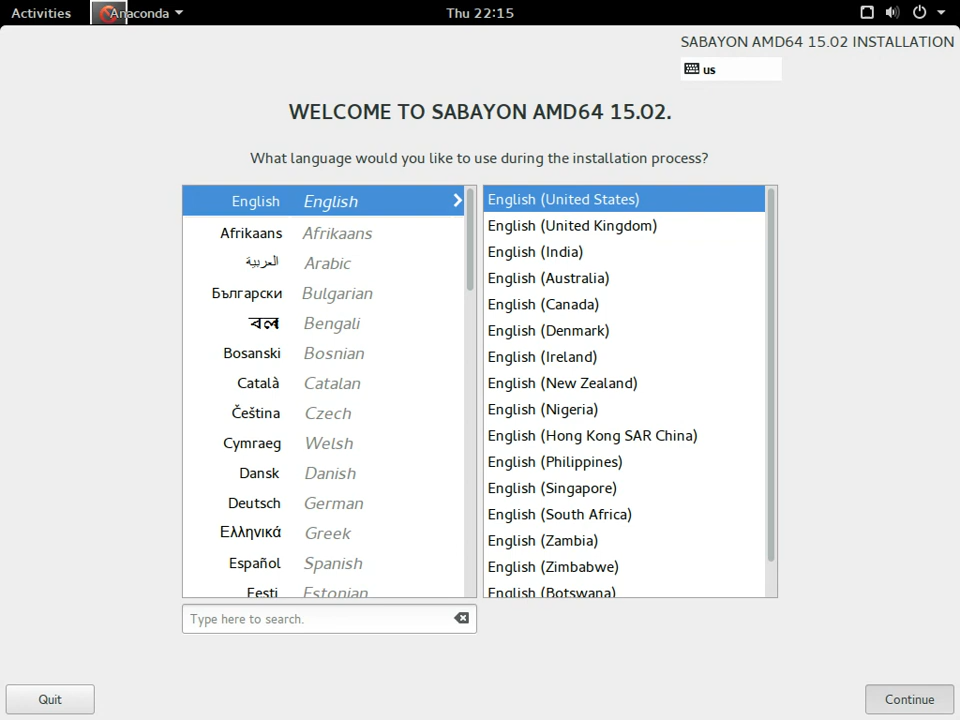 Activities Anaconda Thu 22:15
SABAYON AMD64 15.02 INSTALLATION
us
WELCOME TO SABAYON AMD64 15.02.
What language would you like to use during the installation process?
English English
Afrikaans Afrikaans
العربية Arabic
Български Bulgarian
বাংলা Bengali
Bosanski Bosnian
Català Catalan
Čeština Czech
Cymraeg Welsh
Dansk Danish
Deutsch German
Ελληνικά Greek
Español Spanish
Eesti Estonian
English (United States)
English (United Kingdom)
English (India)
English (Australia)
English (Canada)
English (Denmark)
English (Ireland)
English (New Zealand)
English (Nigeria)
English (Hong Kong SAR China)
English (Philippines)
English (Singapore)
English (South Africa)
English (Zambia)
English (Zimbabwe)
English (Botswana)
Type here to search.
Quit Continue